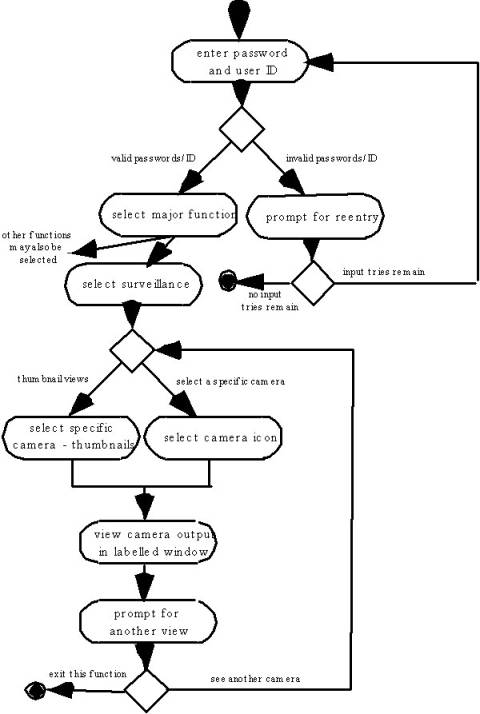 enter password
and user ID
valid passwords/ID
invalid passwords/ID
select major function
prompt for reentry
other functions
may also be
selected
input tries remain
select surveillance
no input
tries remain
thumbnail views
select a specific camera
select specific
camera - thumbnails
select camera icon
view camera output
in labelled window
prompt for
another view
exit this function
see another camera